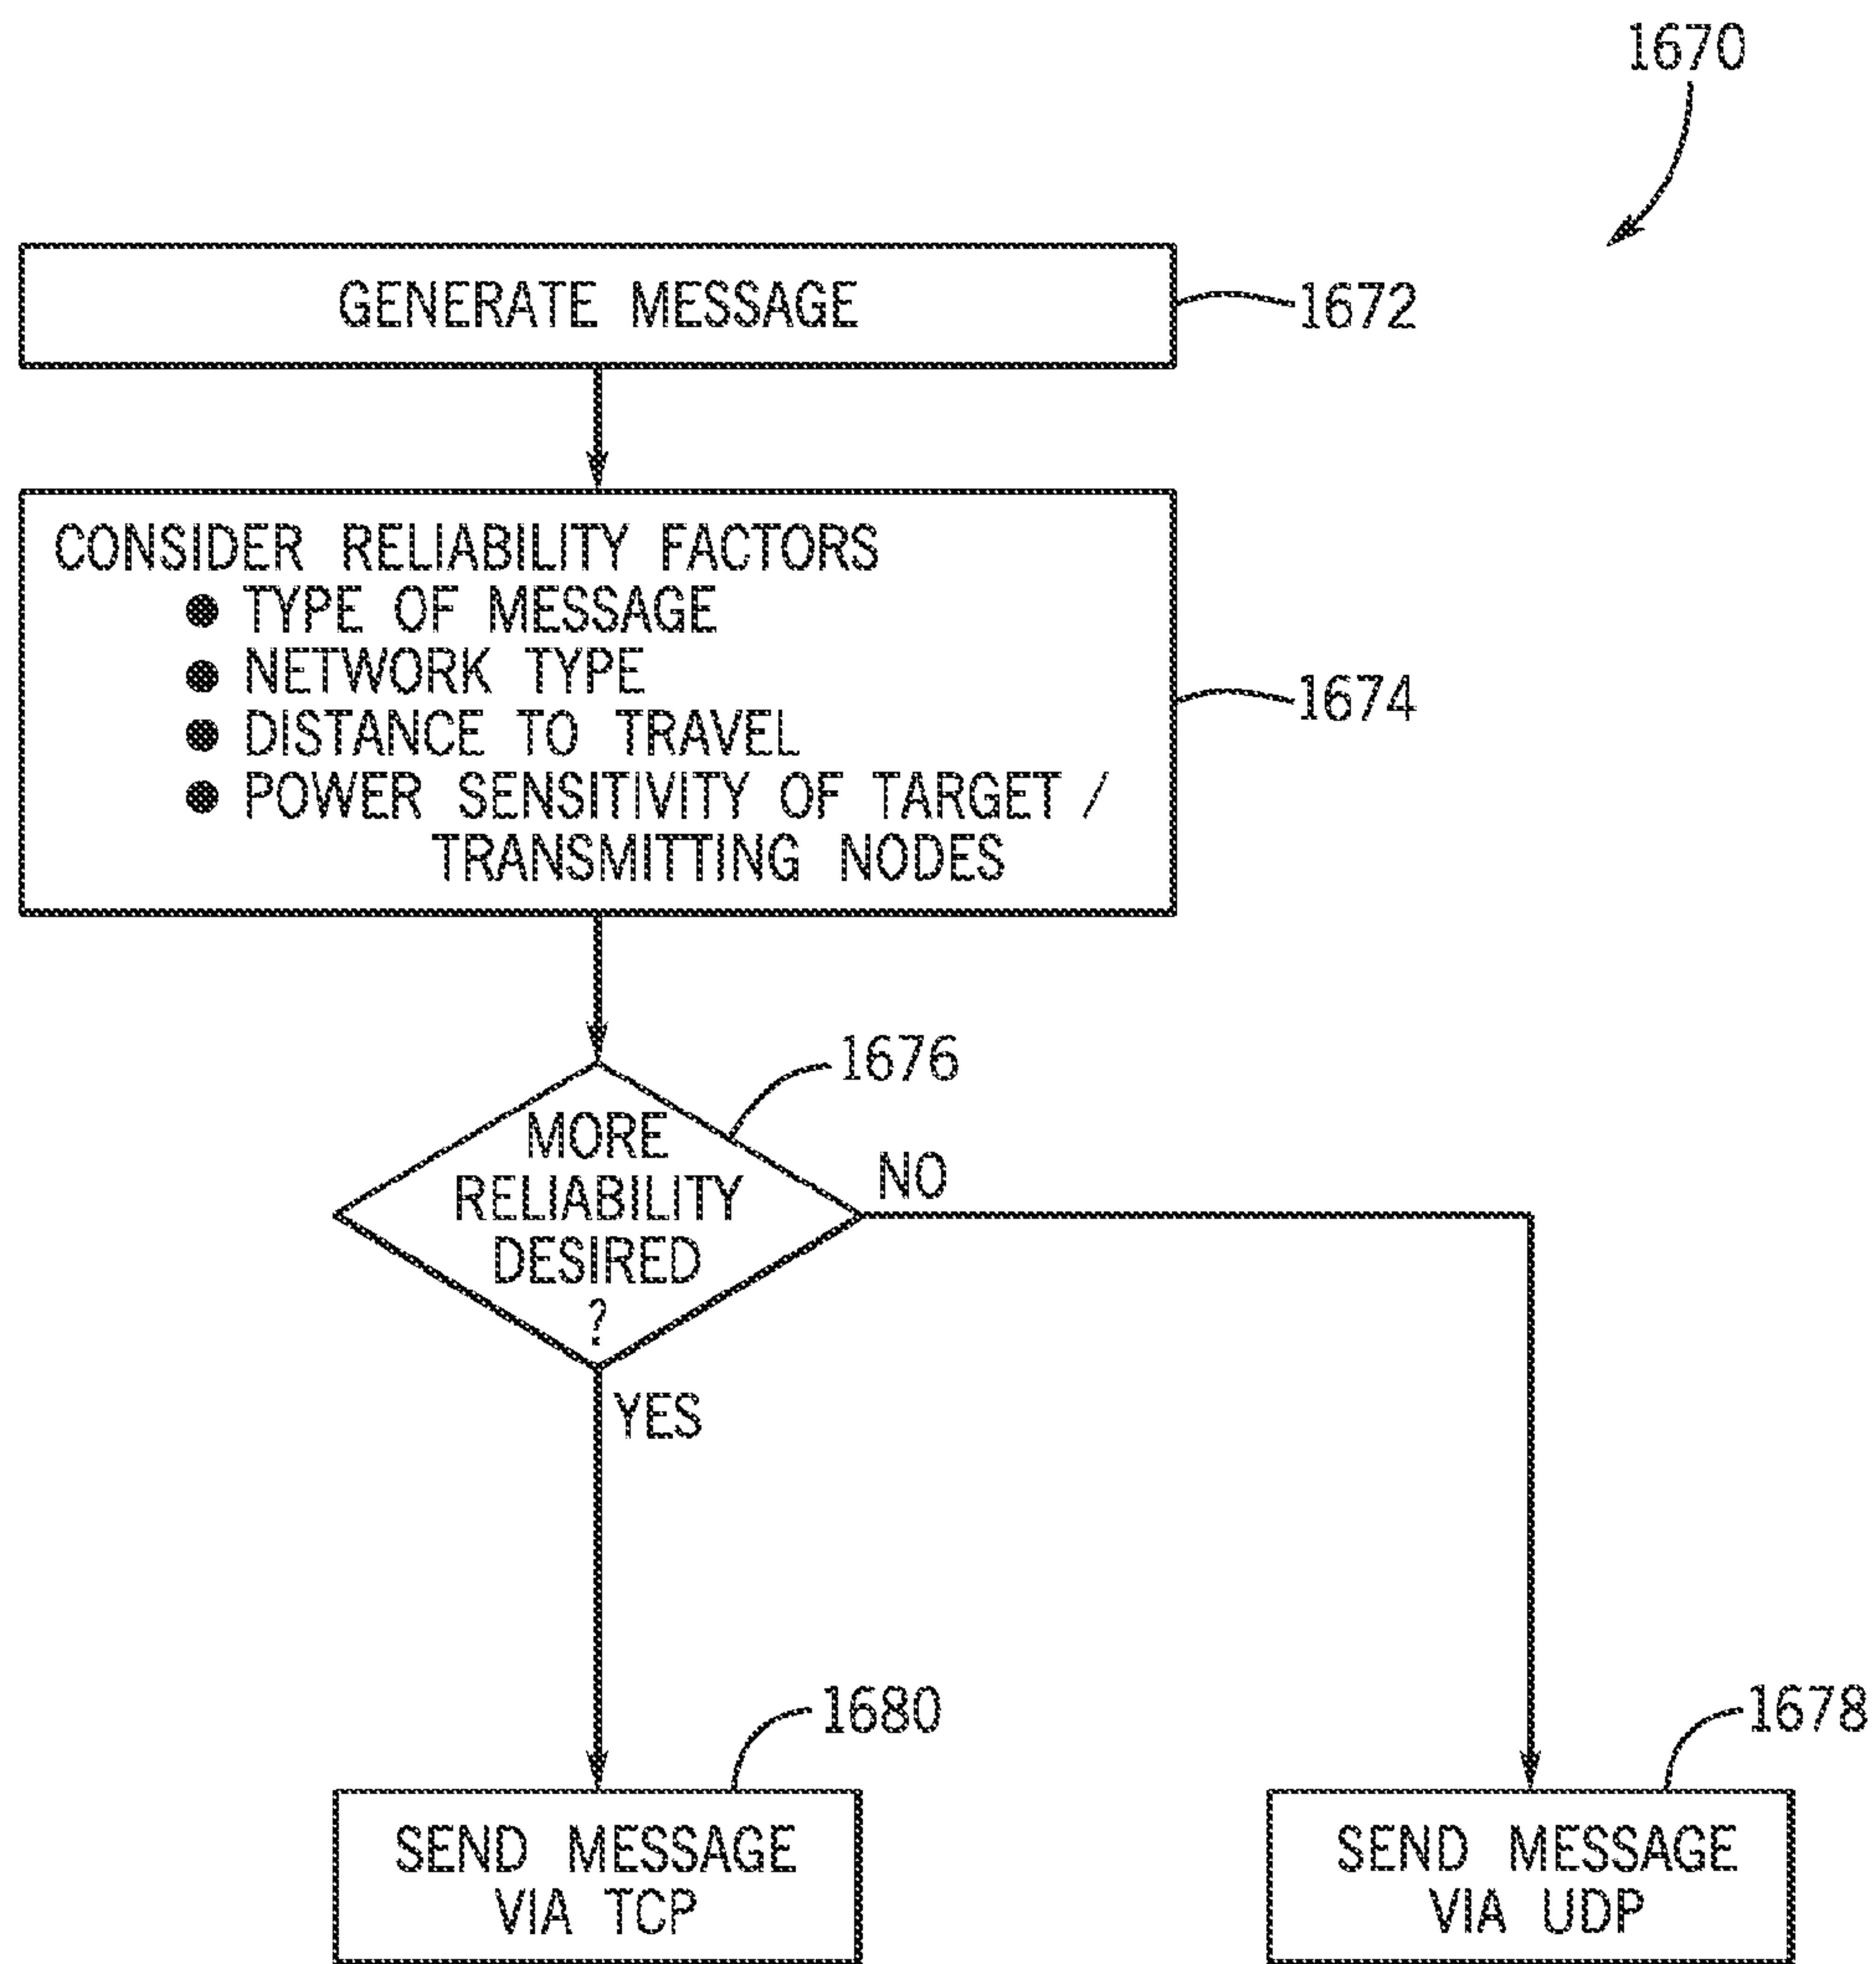 1670
GENERATE MESSAGE
1672
CONSIDER RELIABILITY FACTORS
● TYPE OF MESSAGE
● NETWORK TYPE
● DISTANCE TO TRAVEL
● POWER SENSITIVITY OF TARGET /
TRANSMITTING NODES
1674
1676
MORE
RELIABILITY
DESIRED
?
NO
YES
1680
SEND MESSAGE
VIA TCP
1678
SEND MESSAGE
VIA UDP